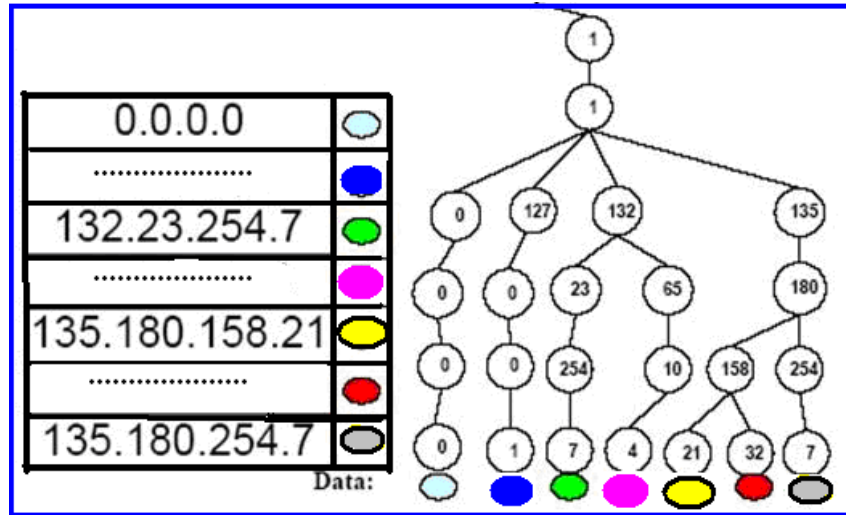 0.0.0.0
....................
132.23.254.7
....................
135.180.158.21
...................
135.180.254.7
Data:
1
1
0 127 132 135
0 0 23 65 180
0 0 254 10 158 254
0 1 7 4 21 32 7